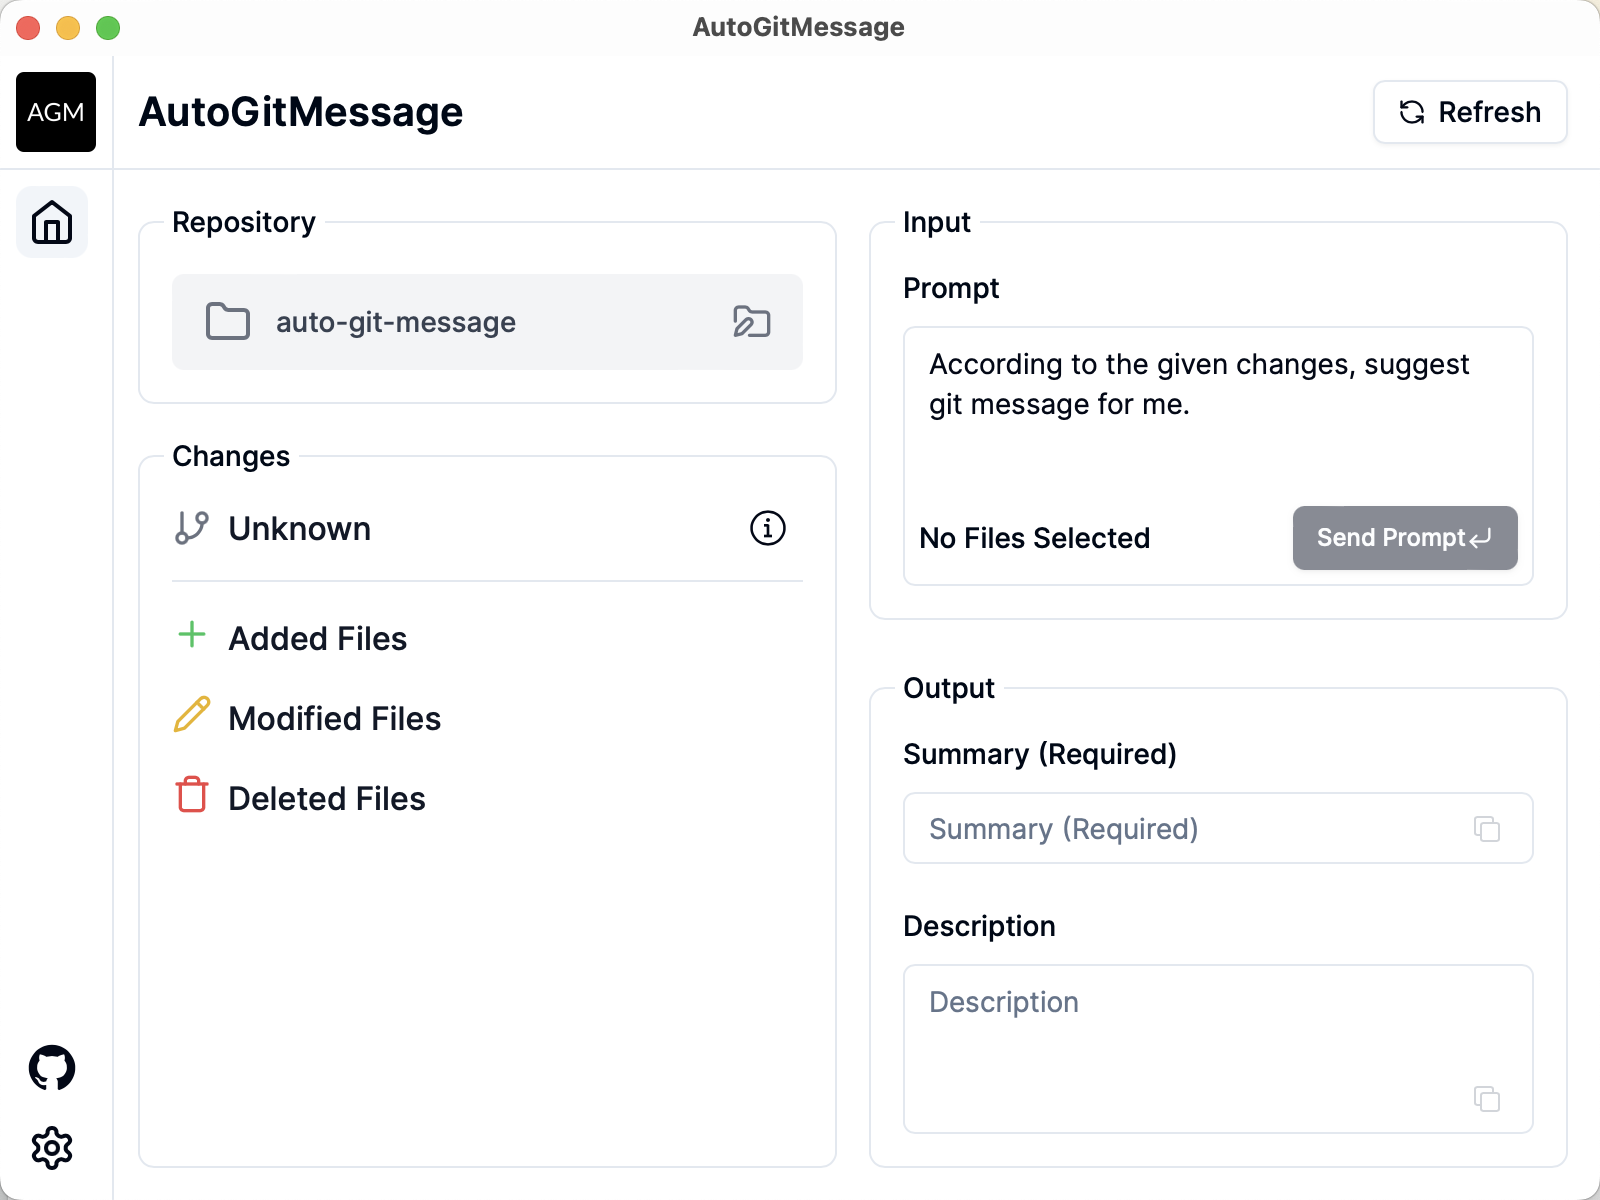 AutoGitMessage
AGM
AutoGitMessage
Refresh
Repository
auto-git-message
Changes
Unknown
Added Files
Modified Files
Deleted Files
Input
Prompt
According to the given changes, suggest
git message for me.
No Files Selected
Send Prompt
Output
Summary (Required)
Summary (Required)
Description
Description